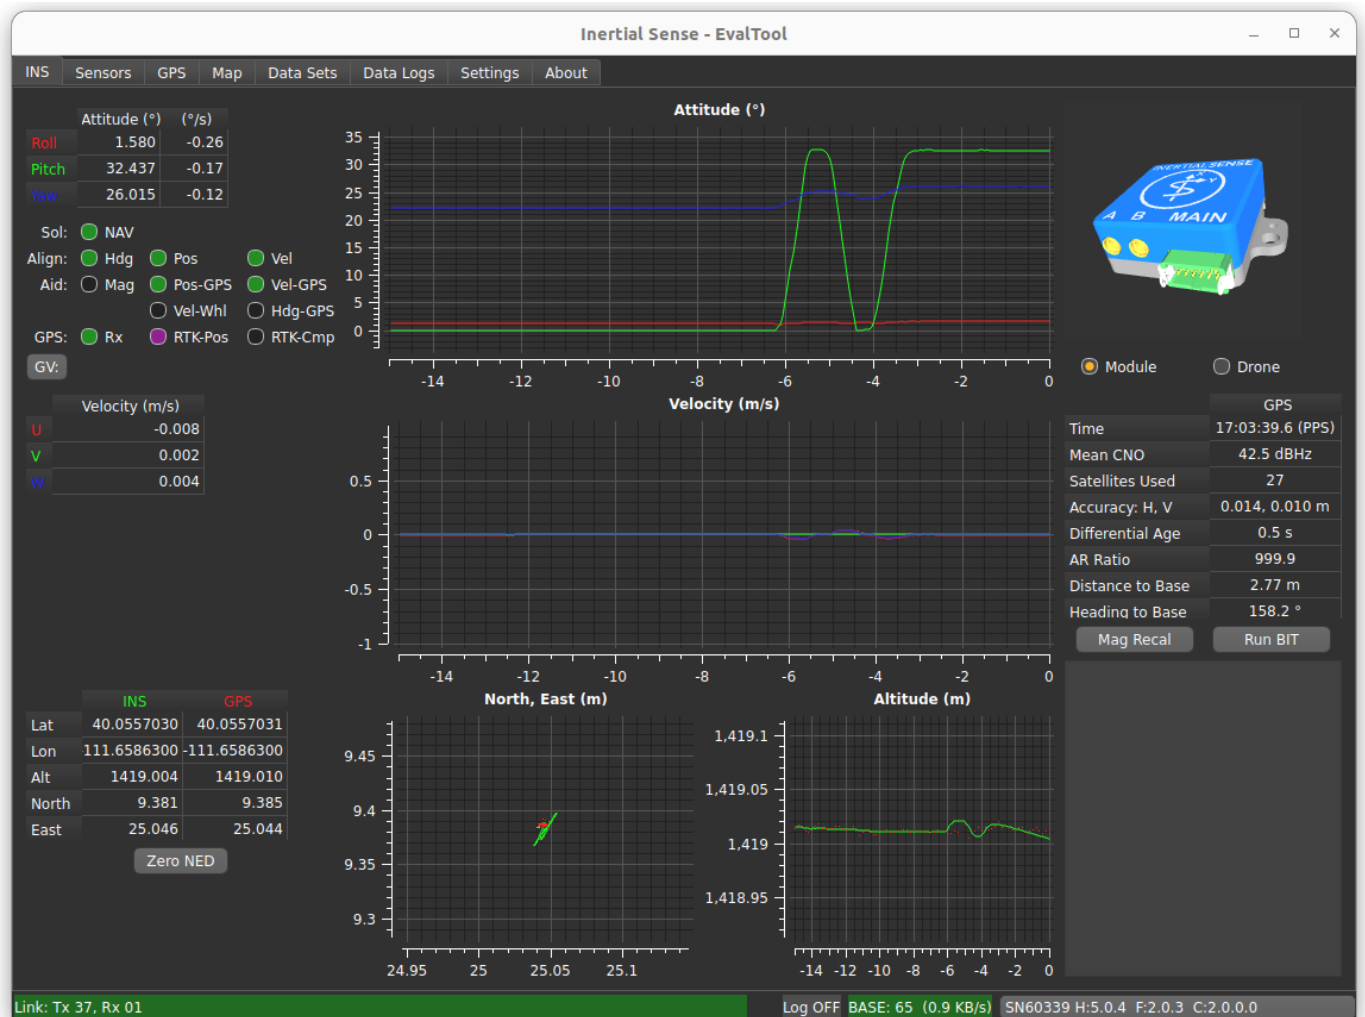 Inertial Sense - EvalTool
INS Sensors GPS Map Data Sets Data Logs Settings About
Attitude (°) (°/s)
Roll 1.580 -0.26
Pitch 32.437 -0.17
Yaw 26.015 -0.12
Sol: NAV
Align: Hdg Pos Vel
Aid: Mag Pos-GPS Vel-GPS
Vel-Whl Hdg-GPS
GPS: Rx RTK-Pos RTK-Cmp
GV:
Attitude (°)
35
30
25
20
15
10
5
0
-14 -12 -10 -8 -6 -4 -2 0
INERTIAL SENSE
X
Y
A B MAIN
Module Drone
Velocity (m/s)
U -0.008
V 0.002
W 0.004
Velocity (m/s)
0.5
0
-0.5
-1
-14 -12 -10 -8 -6 -4 -2 0
GPS
Time 17:03:39.6 (PPS)
Mean CNO 42.5 dBHz
Satellites Used 27
Accuracy: H, V 0.014, 0.010 m
Differential Age 0.5 s
AR Ratio 999.9
Distance to Base 2.77 m
Heading to Base 158.2 °
Mag Recal Run BIT
INS GPS
Lat 40.0557030 40.0557031
Lon 111.6586300 -111.6586300
Alt 1419.004 1419.010
North 9.381 9.385
East 25.046 25.044
Zero NED
North, East (m)
9.45
9.4
9.35
9.3
24.95 25 25.05 25.1
Altitude (m)
1,419.1
1,419.05
1,419
1,418.95
-14 -12 -10 -8 -6 -4 -2 0
Link: Tx 37, Rx 01 Log OFF BASE: 65 (0.9 KB/s) SN60339 H:5.0.4 F:2.0.3 C:2.0.0.0